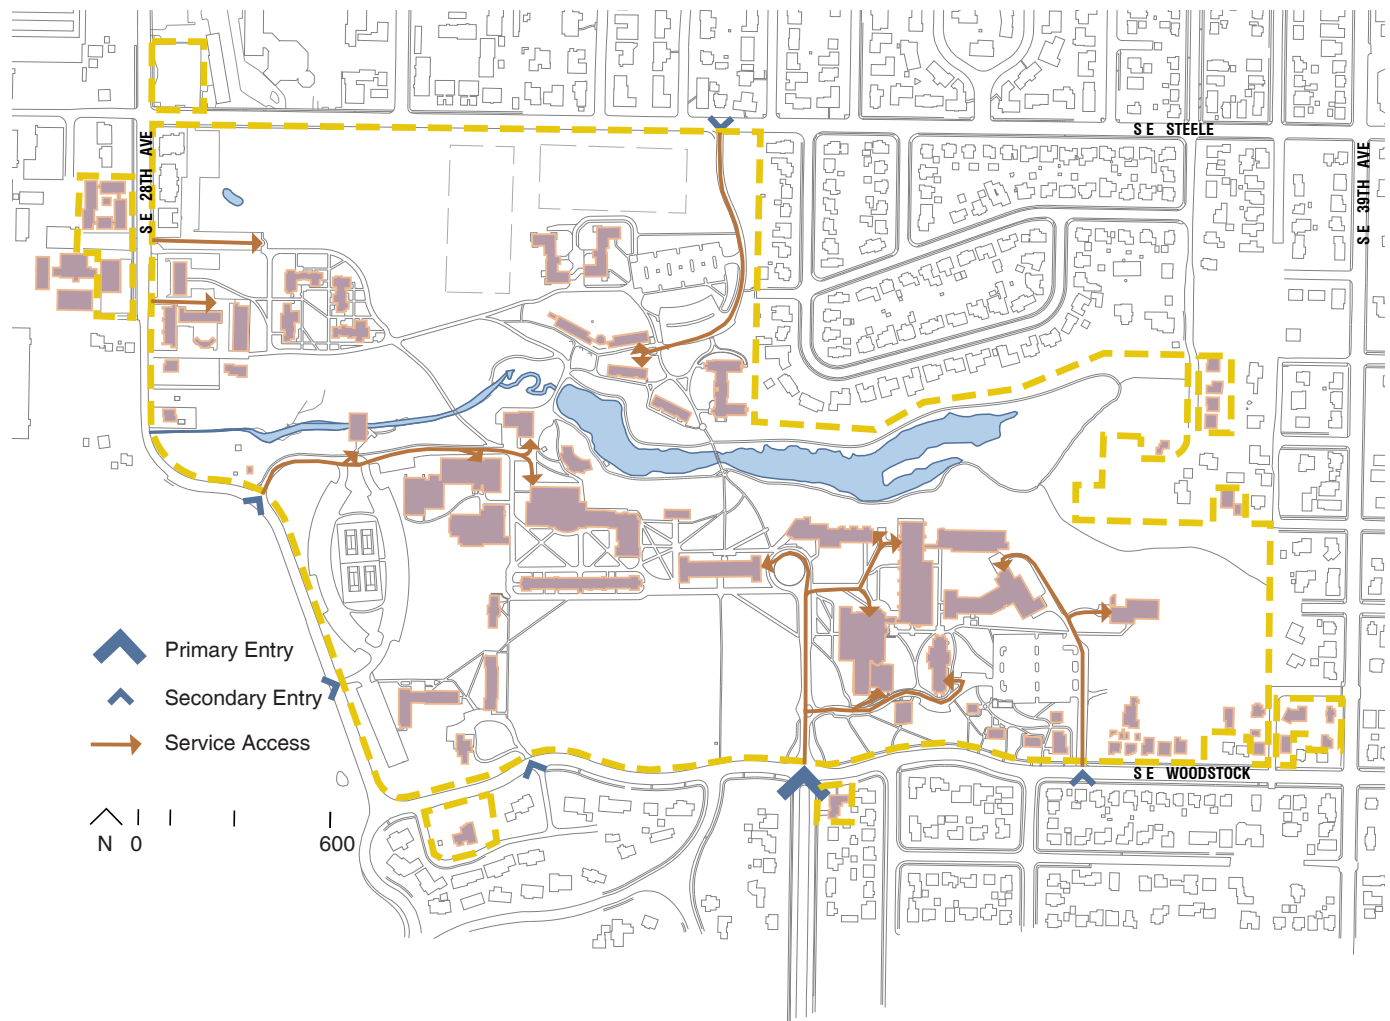 S E STEELE
S E 28TH AVE
S E 39TH AVE
Primary Entry
Secondary Entry
Service Access
S E WOODSTOCK
N 0 600